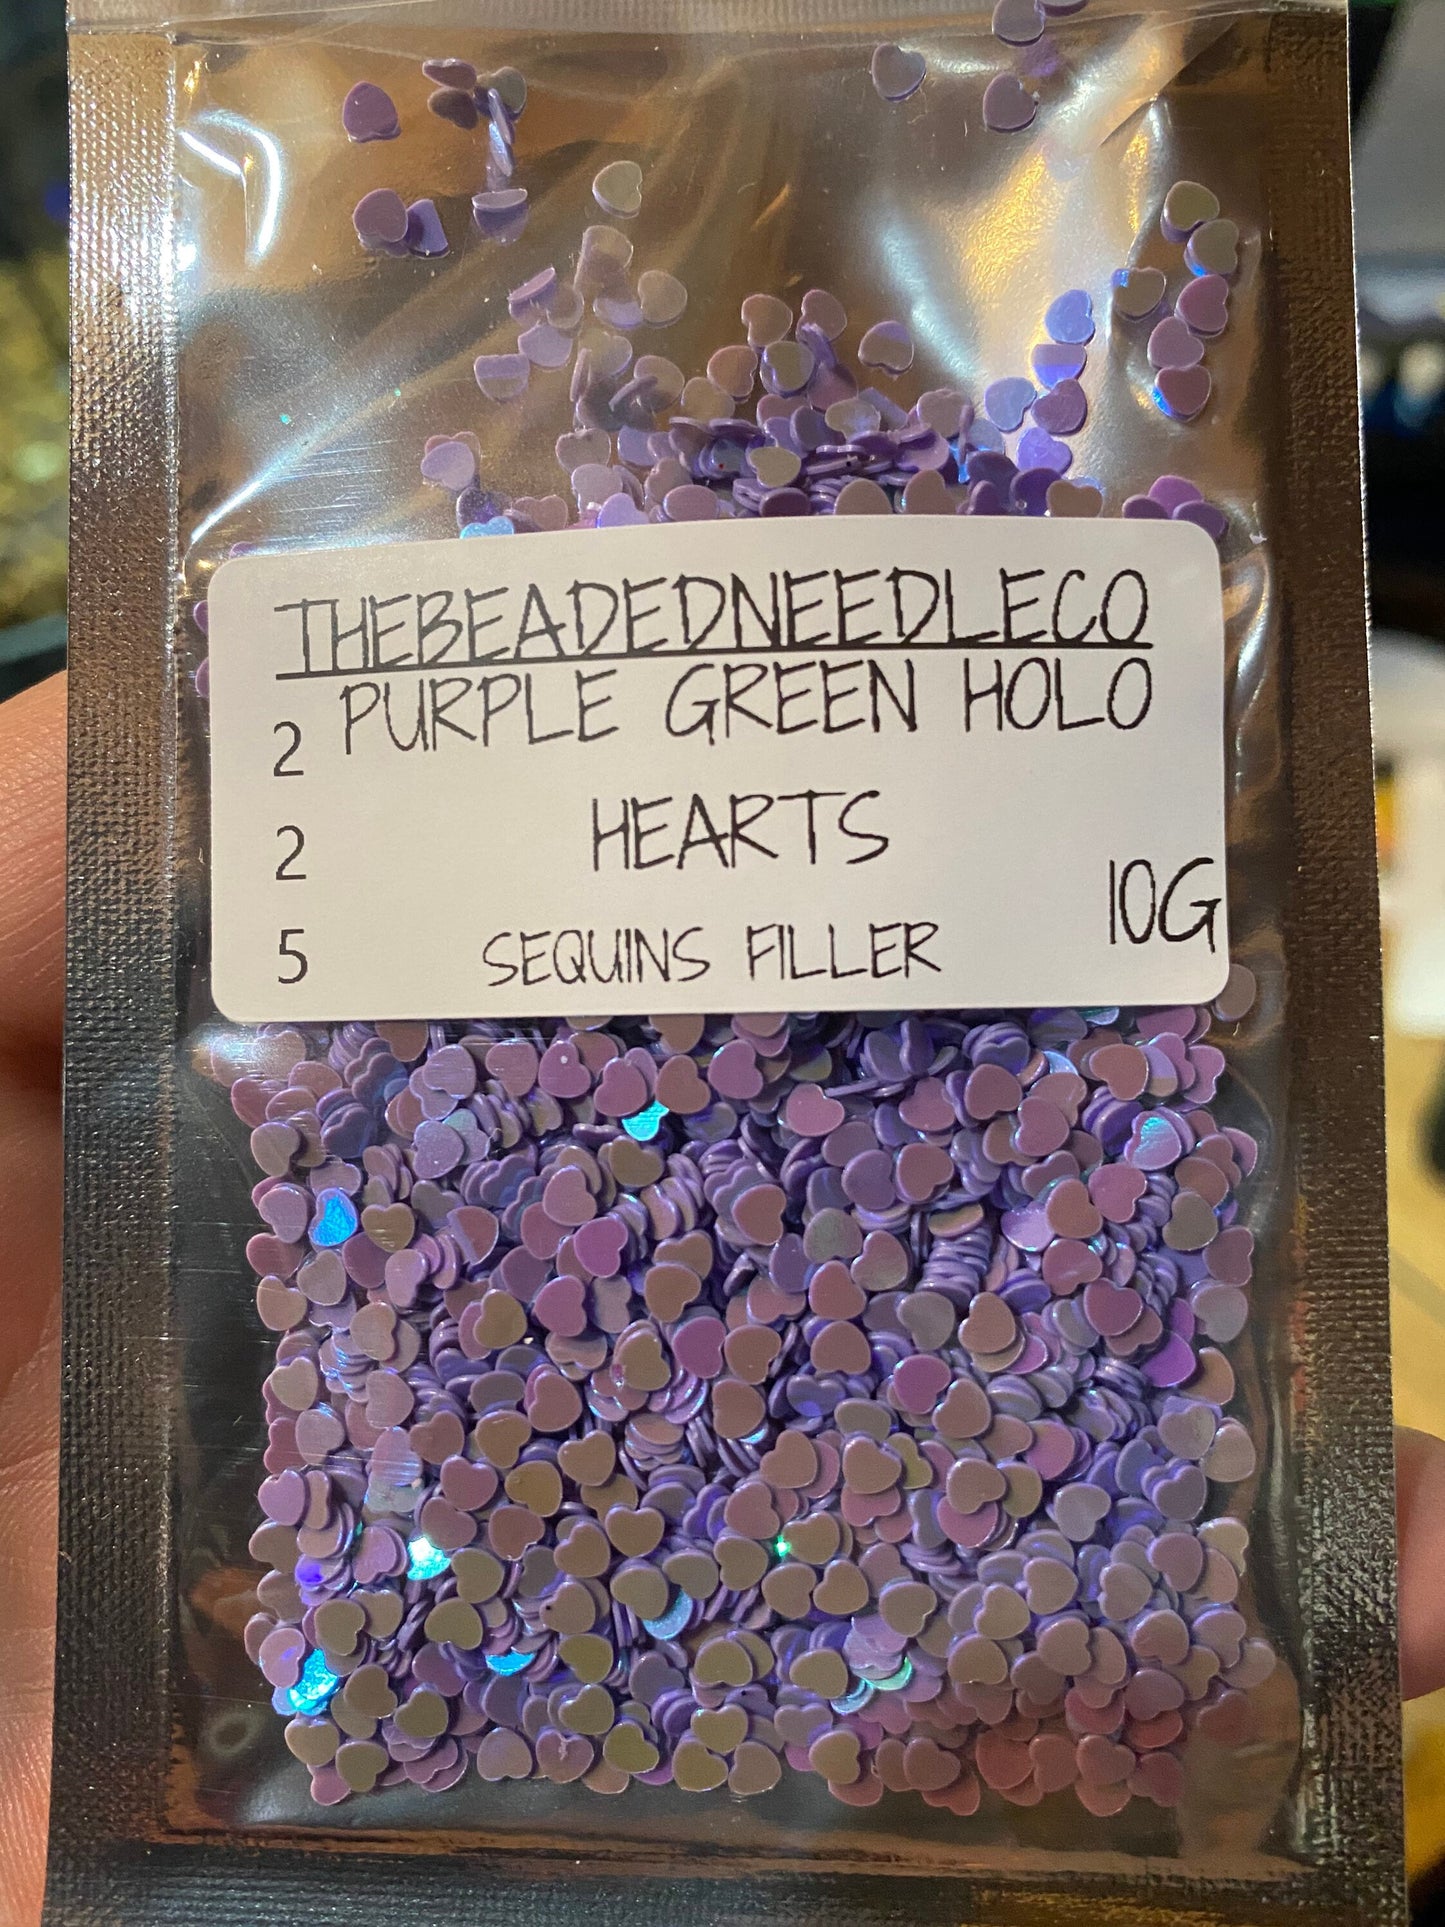 THEBEADEDNEEDLECO
PURPLE GREEN HOLO
HEARTS
SEQUINS FILLER
10G
2
2
5